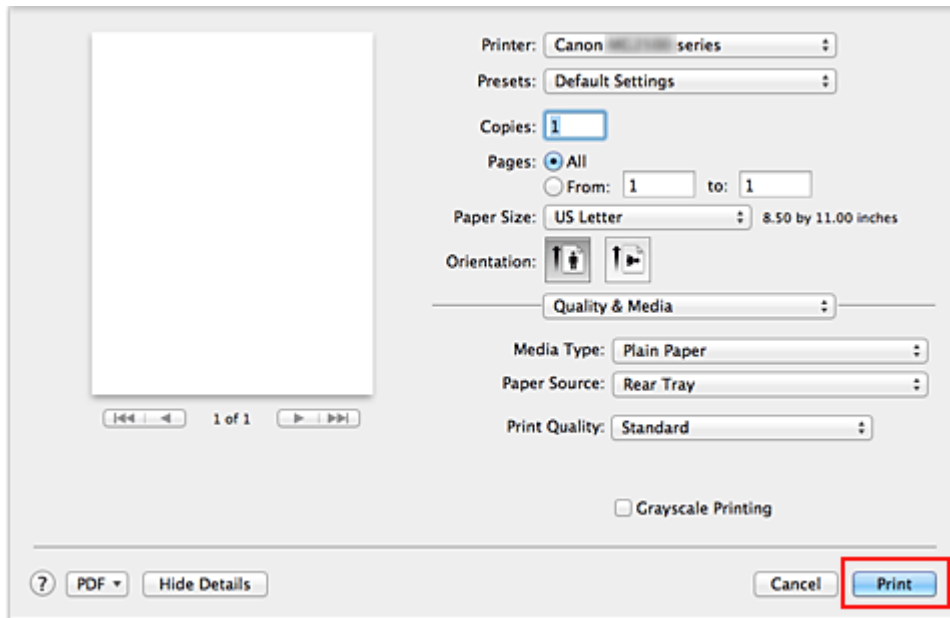 Printer: Canon series
Presets: Default Settings
Copies: 1
Pages: All
From: 1 to: 1
Paper Size: US Letter 8.50 by 11.00 inches
Orientation:
Quality & Media
Media Type: Plain Paper
Paper Source: Rear Tray
1 of 1
Print Quality: Standard
Grayscale Printing
? PDF Hide Details Cancel Print